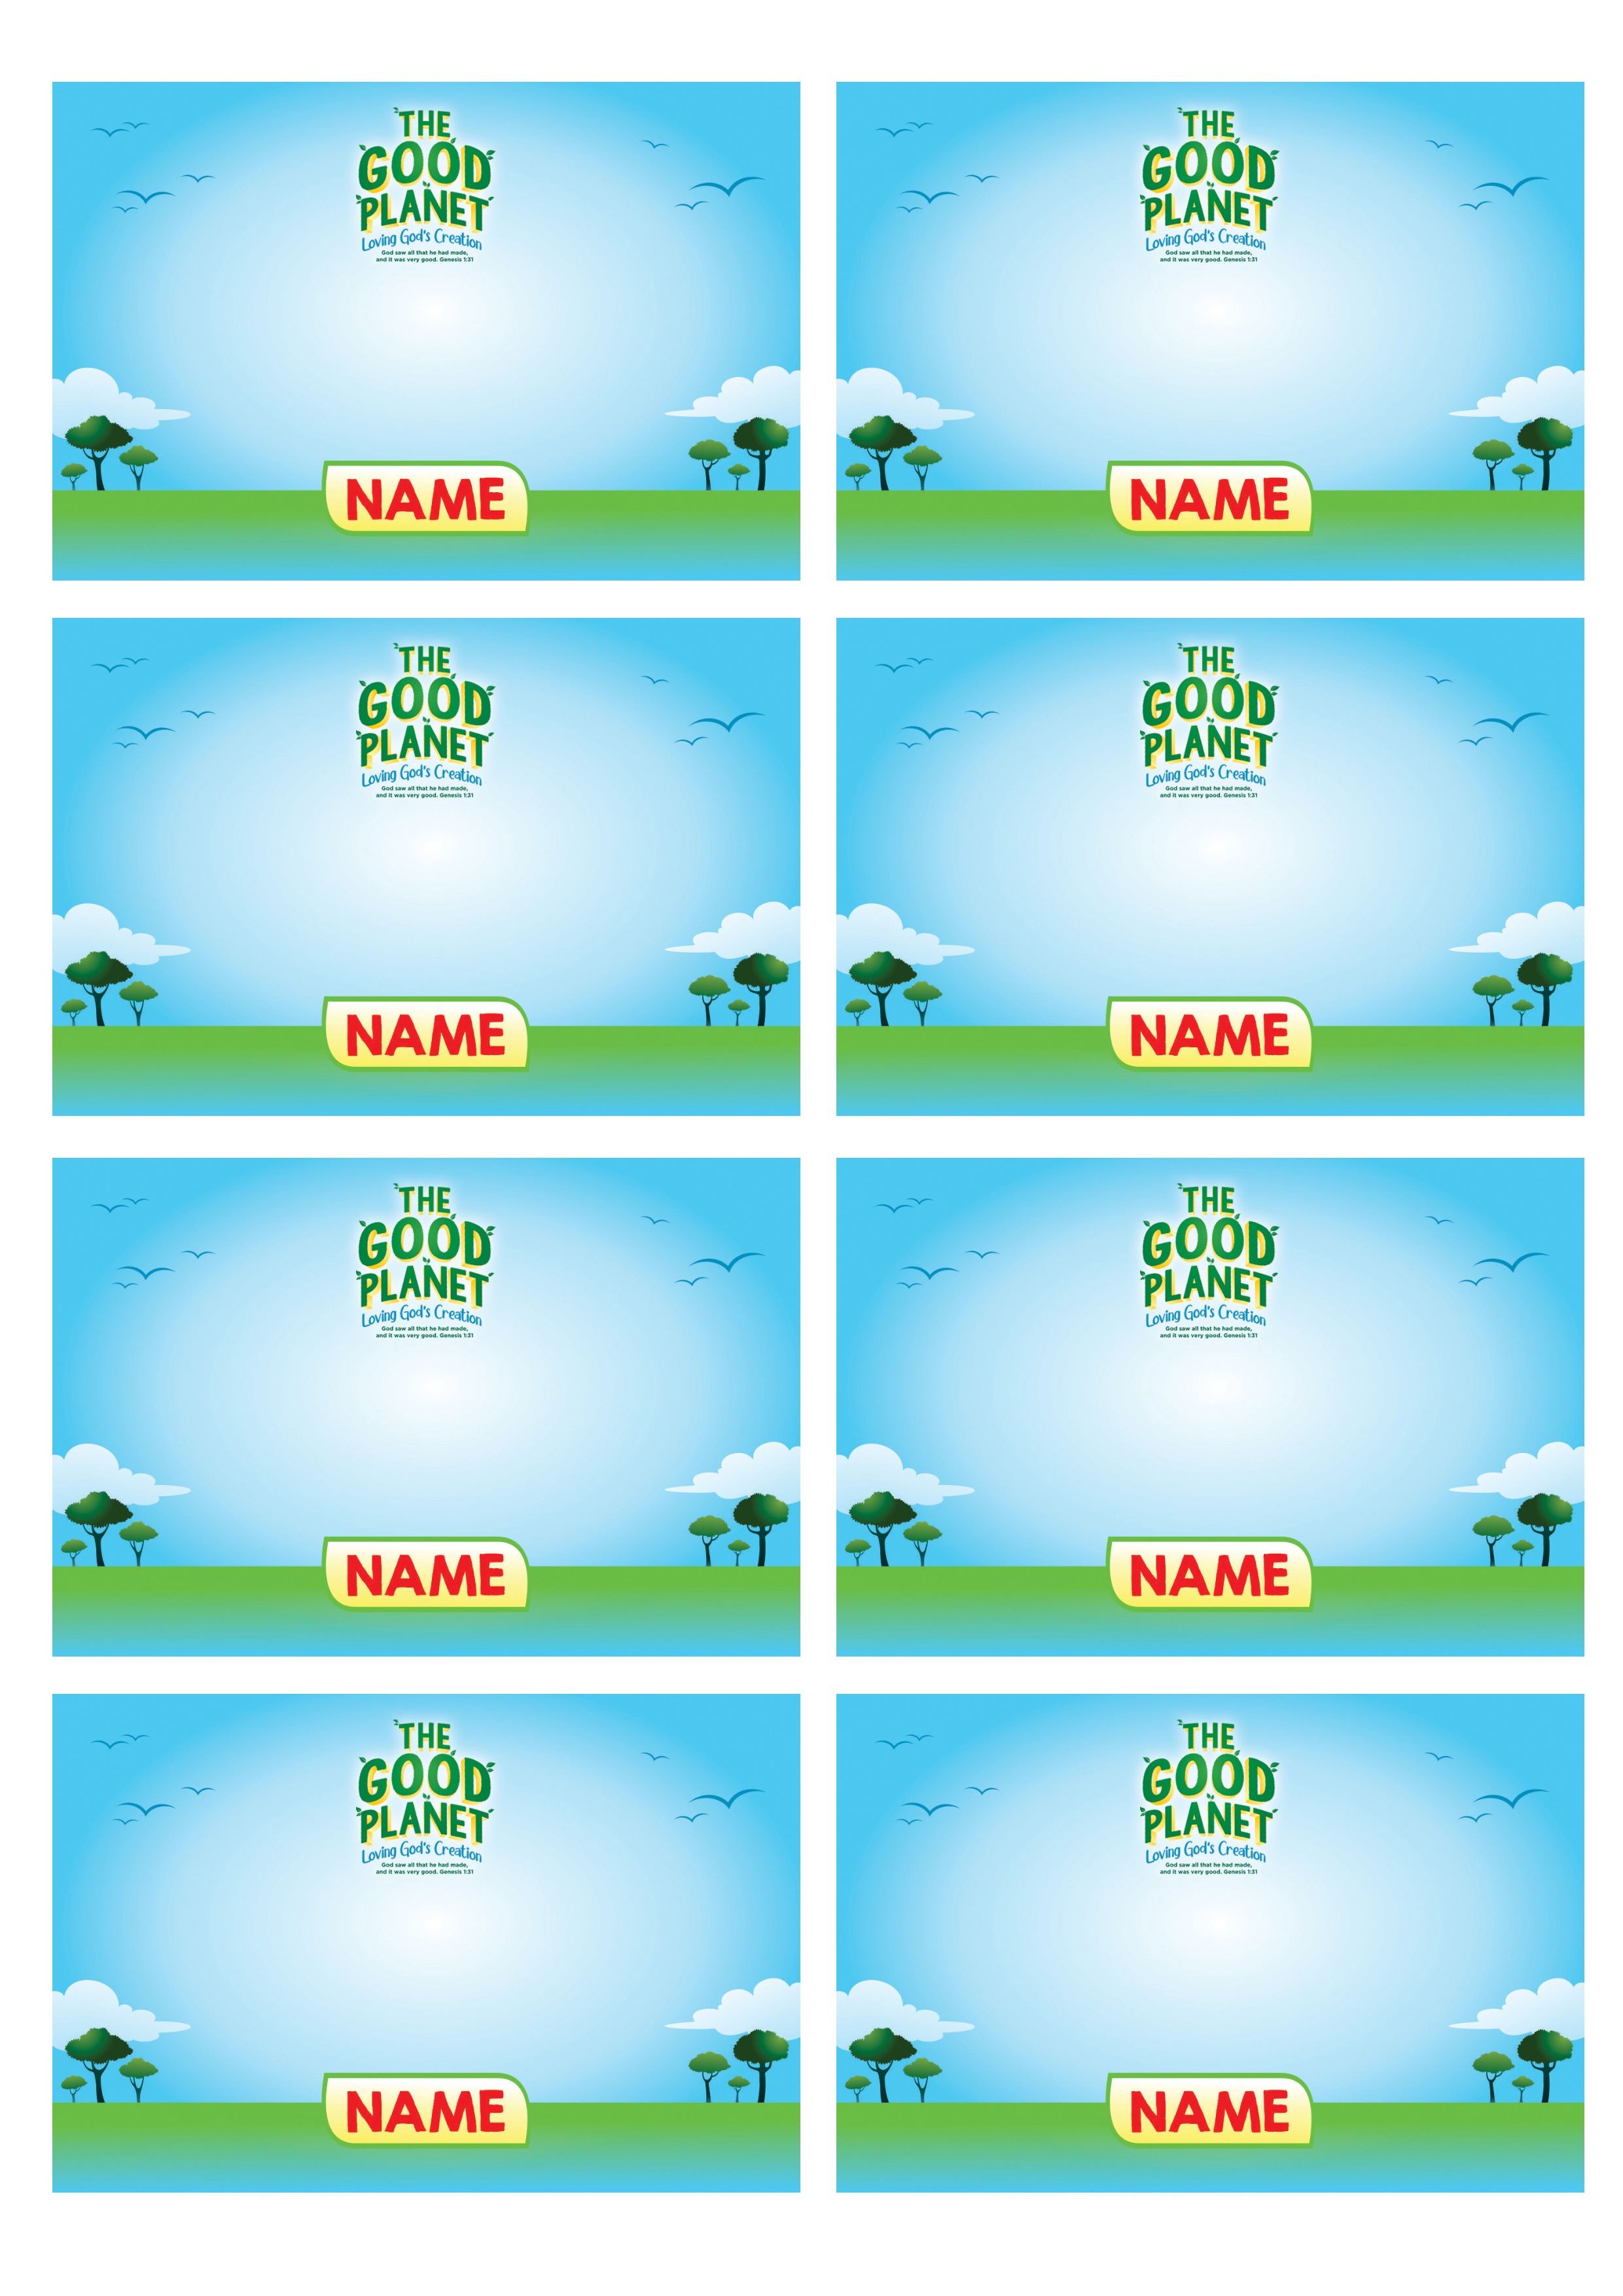 THE
GOOD
PLANET
Loving God's Creation
God saw all that he had made,
and it was very good. Genesis 1:31
NAME
THE
GOOD
PLANET
Loving God's Creation
God saw all that he had made,
and it was very good. Genesis 1:31
NAME
THE
GOOD
PLANET
Loving God's Creation
God saw all that he had made,
and it was very good. Genesis 1:31
NAME
THE
GOOD
PLANET
Loving God's Creation
God saw all that he had made,
and it was very good. Genesis 1:31
NAME
THE
GOOD
PLANET
Loving God's Creation
God saw all that he had made,
and it was very good. Genesis 1:31
NAME
THE
GOOD
PLANET
Loving God's Creation
God saw all that he had made,
and it was very good. Genesis 1:31
NAME
THE
GOOD
PLANET
Loving God's Creation
God saw all that he had made,
and it was very good. Genesis 1:31
NAME
THE
GOOD
PLANET
Loving God's Creation
God saw all that he had made,
and it was very good. Genesis 1:31
NAME